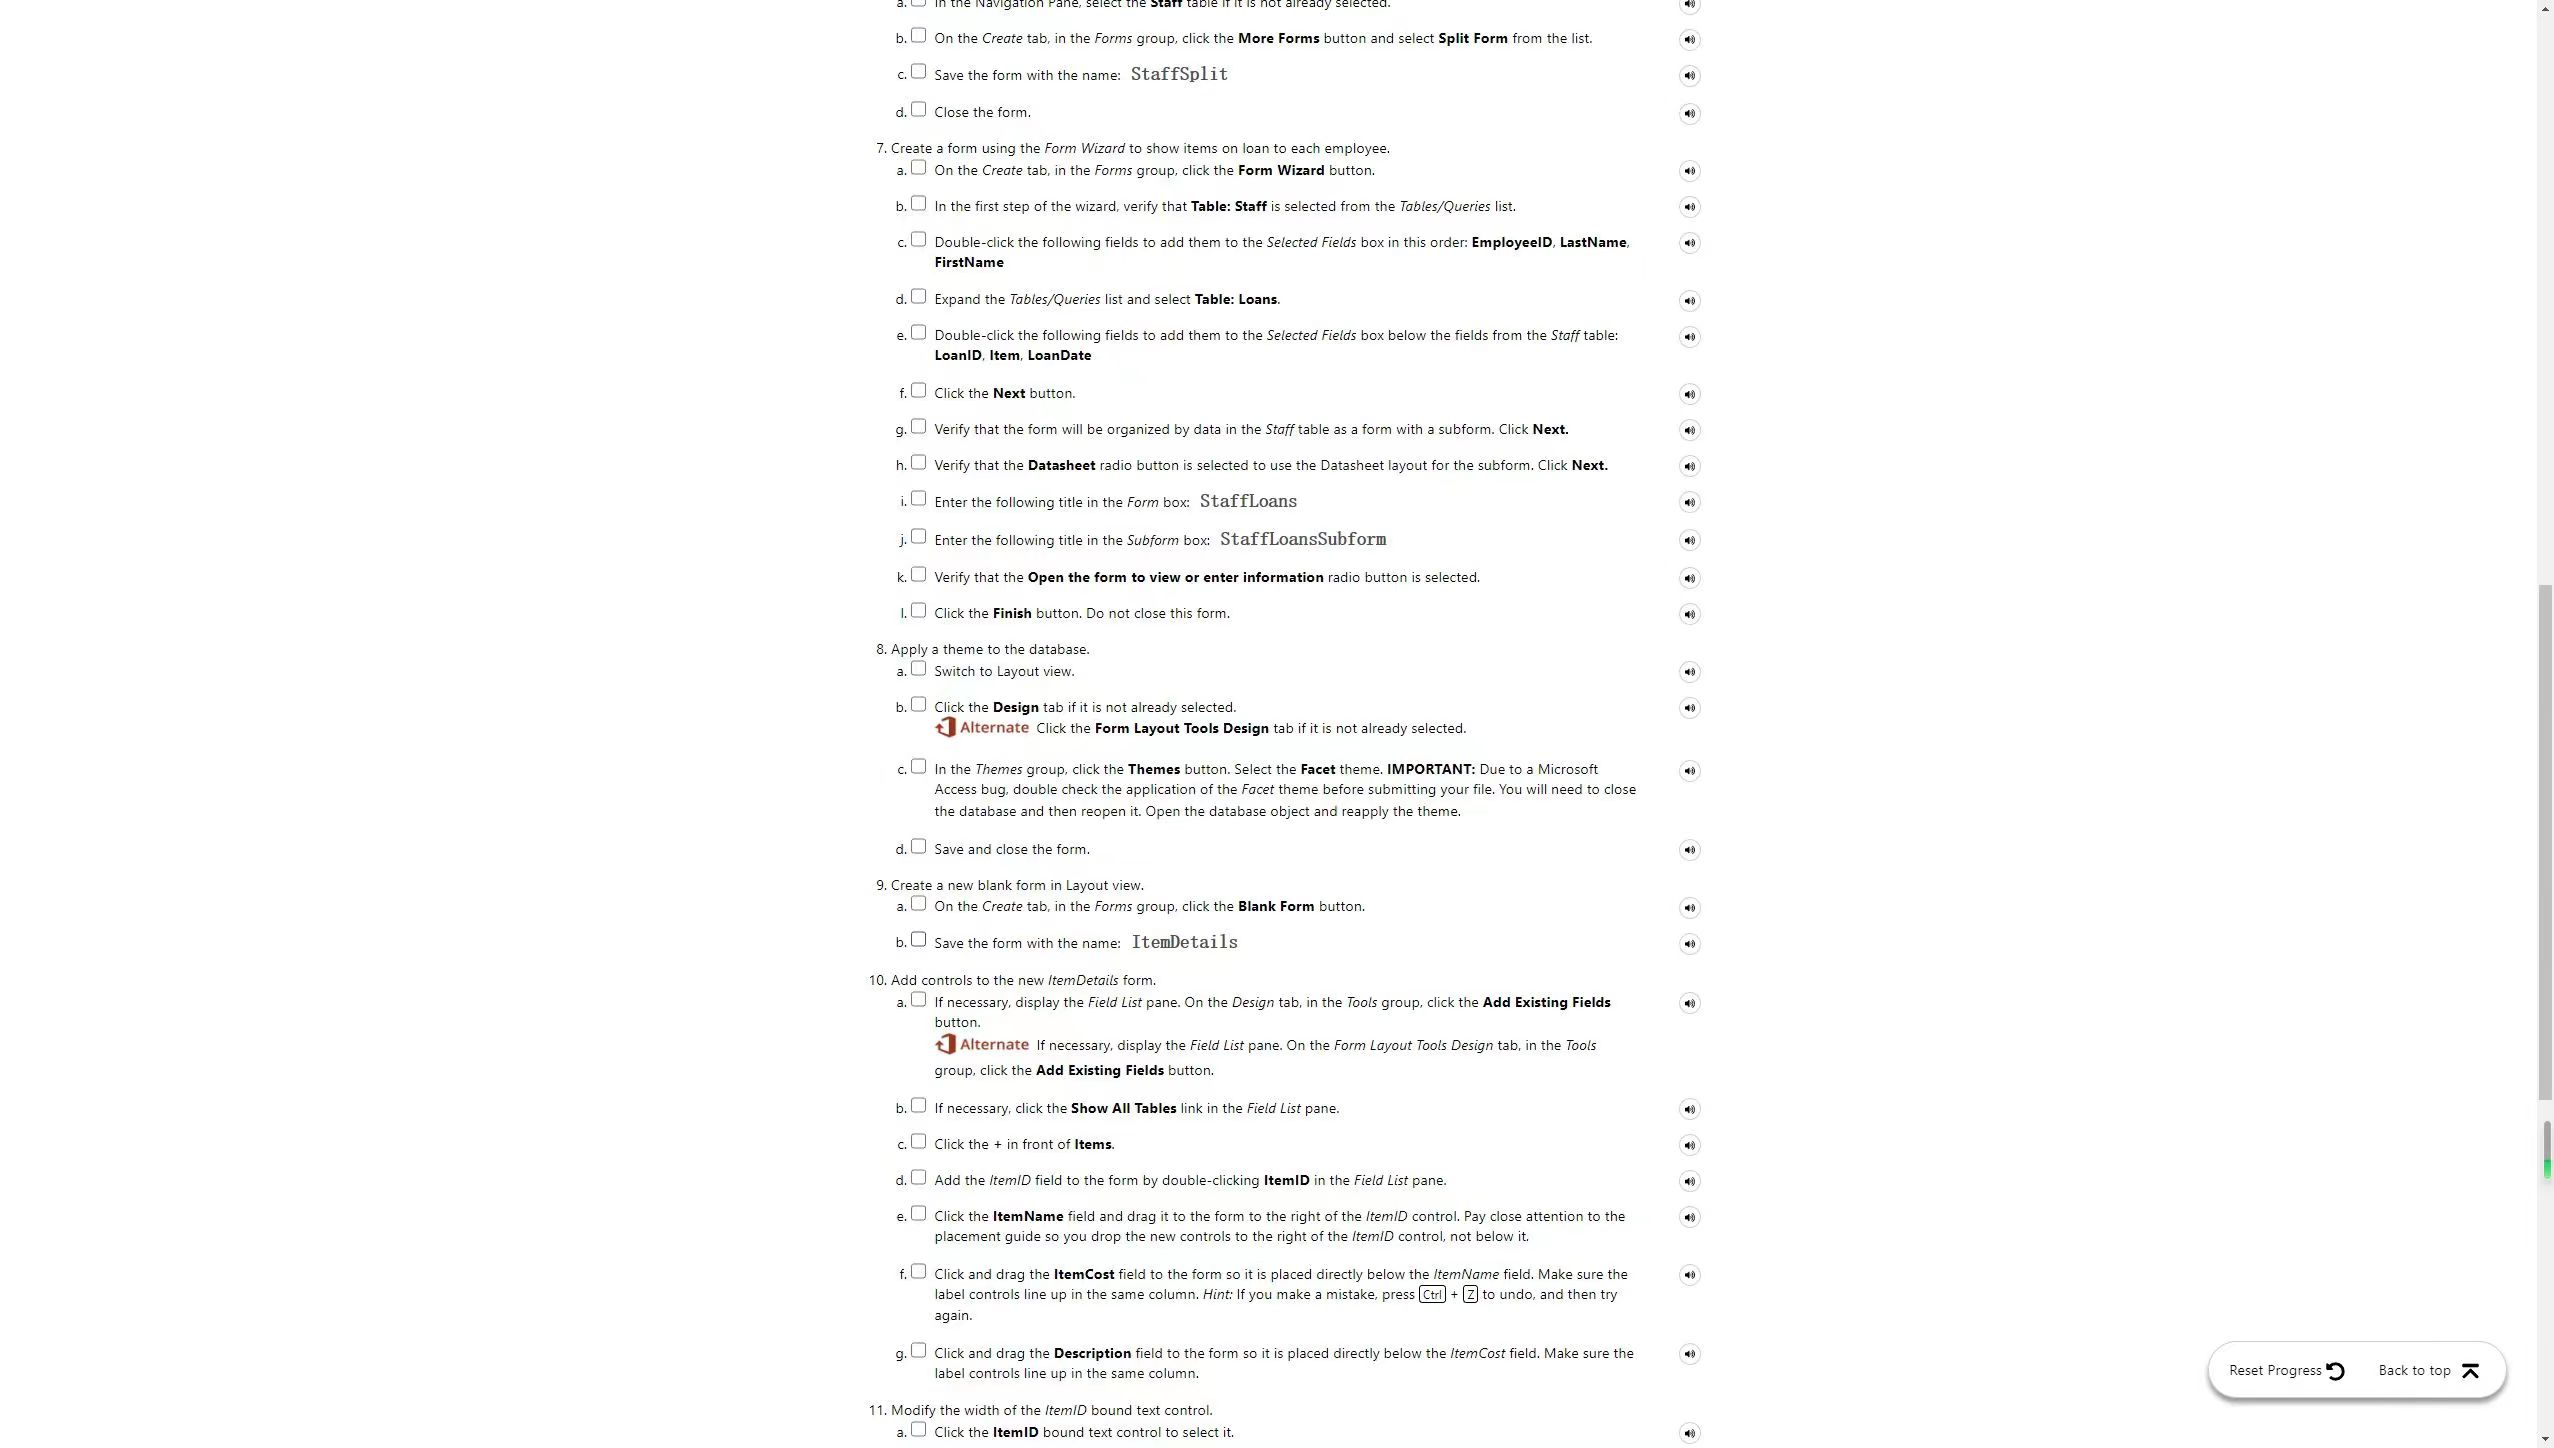 a. In the Navigation Pane, select the Staff table if it is not already selected.
b. On the Create tab, in the Forms group, click the More Forms button and select Split Form from the list.
c. Save the form with the name: StaffSplit
d. Close the form.
7. Create a form using the Form Wizard to show items on loan to each employee.
a. On the Create tab, in the Forms group, click the Form Wizard button.
b. In the first step of the wizard, verify that Table: Staff is selected from the Tables/Queries list.
c. Double-click the following fields to add them to the Selected Fields box in this order: EmployeeID, LastName,
FirstName
d. Expand the Tables/Queries list and select Table: Loans.
e. Double-click the following fields to add them to the Selected Fields box below the fields from the Staff table:
LoanID, Item, LoanDate
f. Click the Next button.
g. Verify that the form will be organized by data in the Staff table as a form with a subform. Click Next.
h. Verify that the Datasheet radio button is selected to use the Datasheet layout for the subform. Click Next.
i. Enter the following title in the Form box: StaffLoans
j. Enter the following title in the Subform box: StaffLoansSubform
k. Verify that the Open the form to view or enter information radio button is selected.
l. Click the Finish button. Do not close this form.
8. Apply a theme to the database.
a. Switch to Layout view.
b. Click the Design tab if it is not already selected.
Alternate Click the Form Layout Tools Design tab if it is not already selected.
c. In the Themes group, click the Themes button. Select the Facet theme. IMPORTANT: Due to a Microsoft
Access bug, double check the application of the Facet theme before submitting your file. You will need to close
the database and then reopen it. Open the database object and reapply the theme.
d. Save and close the form.
9. Create a new blank form in Layout view.
a. On the Create tab, in the Forms group, click the Blank Form button.
b. Save the form with the name: ItemDetails
10. Add controls to the new ItemDetails form.
a. If necessary, display the Field List pane. On the Design tab, in the Tools group, click the Add Existing Fields
button.
Alternate If necessary, display the Field List pane. On the Form Layout Tools Design tab, in the Tools
group, click the Add Existing Fields button.
b. If necessary, click the Show All Tables link in the Field List pane.
c. Click the + in front of Items.
d. Add the ItemID field to the form by double-clicking ItemID in the Field List pane.
e. Click the ItemName field and drag it to the form to the right of the ItemID control. Pay close attention to the
placement guide so you drop the new controls to the right of the ItemID control, not below it.
f. Click and drag the ItemCost field to the form so it is placed directly below the ItemName field. Make sure the
label controls line up in the same column. Hint: If you make a mistake, press Ctrl + Z to undo, and then try
again.
g. Click and drag the Description field to the form so it is placed directly below the ItemCost field. Make sure the
label controls line up in the same column.
Reset Progress Back to top
11. Modify the width of the ItemID bound text control.
a. Click the ItemID bound text control to select it.